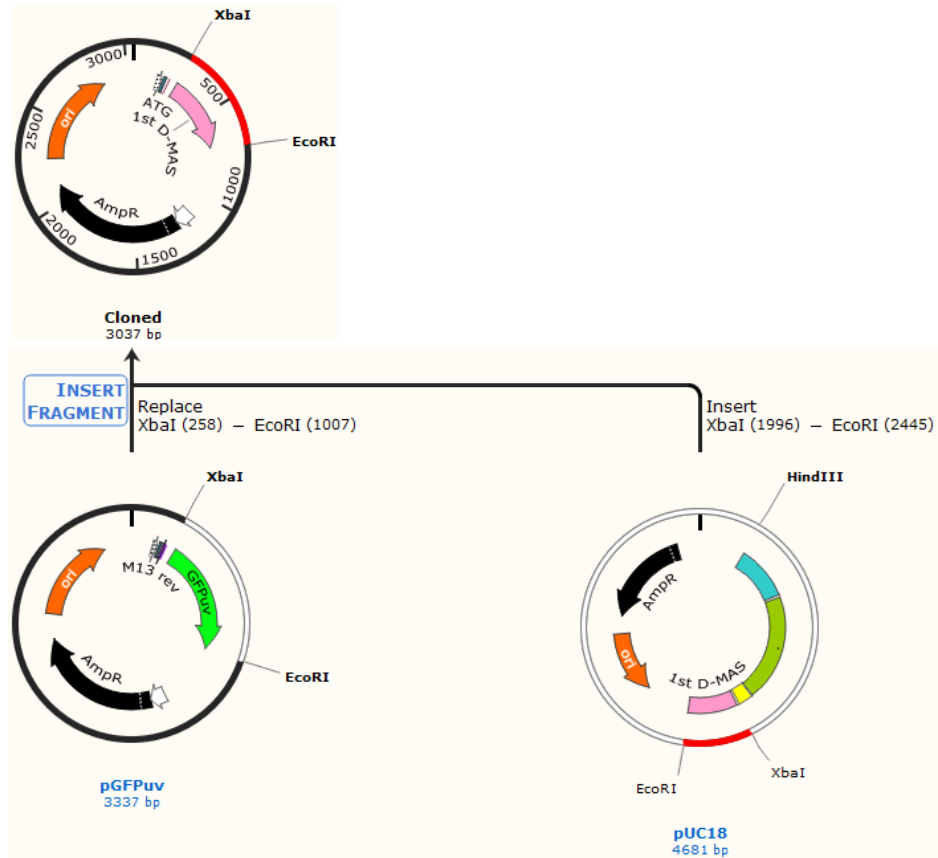 XbaI
3000
500
ATG
1st D-MAS
ori
2500
EcoRI
1000
AmpR
2000
1500
Cloned
3037 bp
INSERT
FRAGMENT
Replace
XbaI (258) – EcoRI (1007)
Insert
XbaI (1996) – EcoRI (2445)
XbaI
HindIII
ori
M13 rev
GFPuv
AmpR
EcoRI
AmpR
ori
1st D-MAS
XbaI
EcoRI
pGFPuv
3337 bp
pUC18
4681 bp